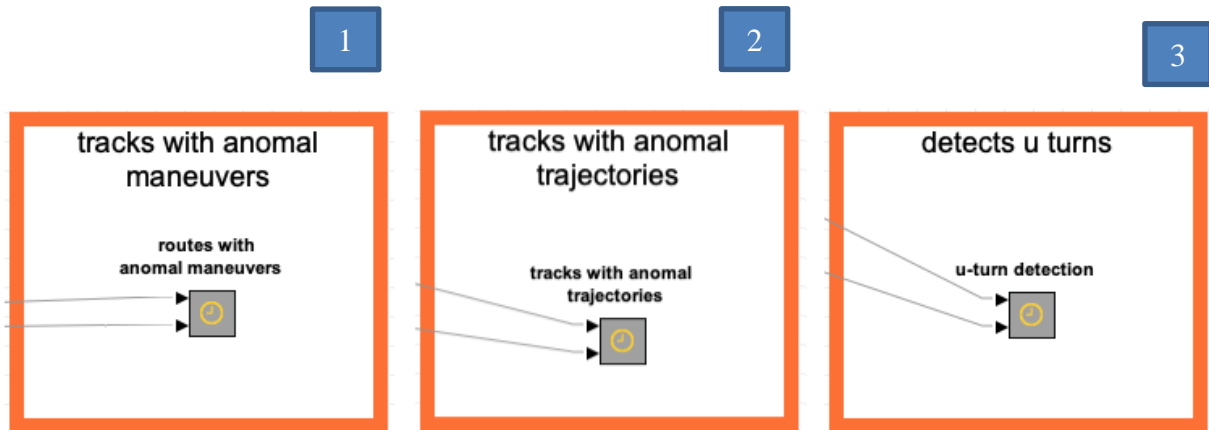 1
2
3
tracks with anomal
maneuvers
routes with
anomal maneuvers
tracks with anomal
trajectories
tracks with anomal
trajectories
detects u turns
u-turn detection